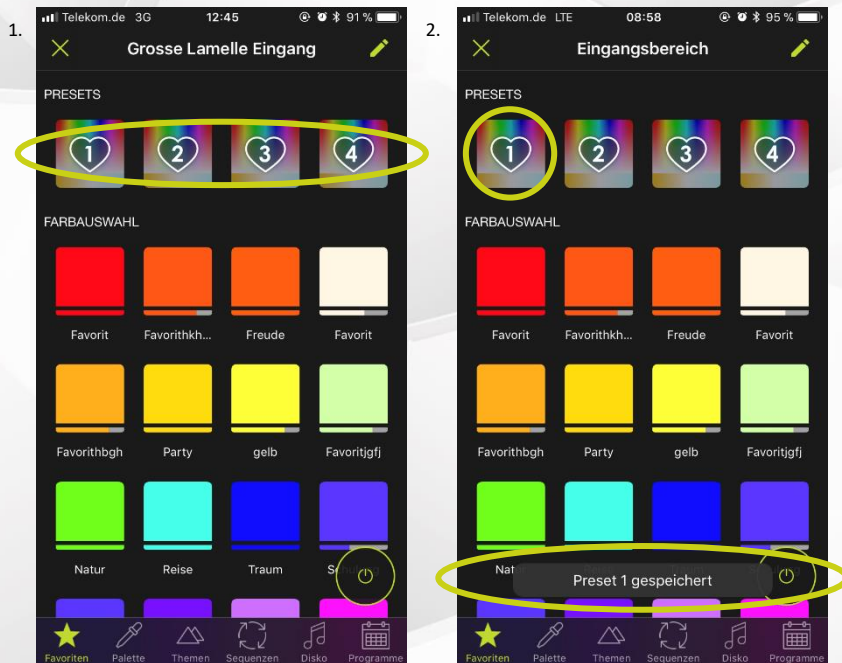 1.
Telekom.de 3G 12:45 91 %
Grosse Lamelle Eingang
PRESETS
1 2 3 4
FARBAUSWAHL
Favorit Favorithkh... Freude Favorit
Favorithbgh Party gelb Favoritjgfj
Natur Reise Traum
Favoriten Palette Themen Sequenzen Disko Programme
2.
Telekom.de LTE 08:58 95 %
Eingangsbereich
PRESETS
1 2 3 4
FARBAUSWAHL
Favorit Favorithkh... Freude Favorit
Favorithbgh Party gelb Favoritjgfj
Preset 1 gespeichert
Favoriten Palette Themen Sequenzen Disko Programme